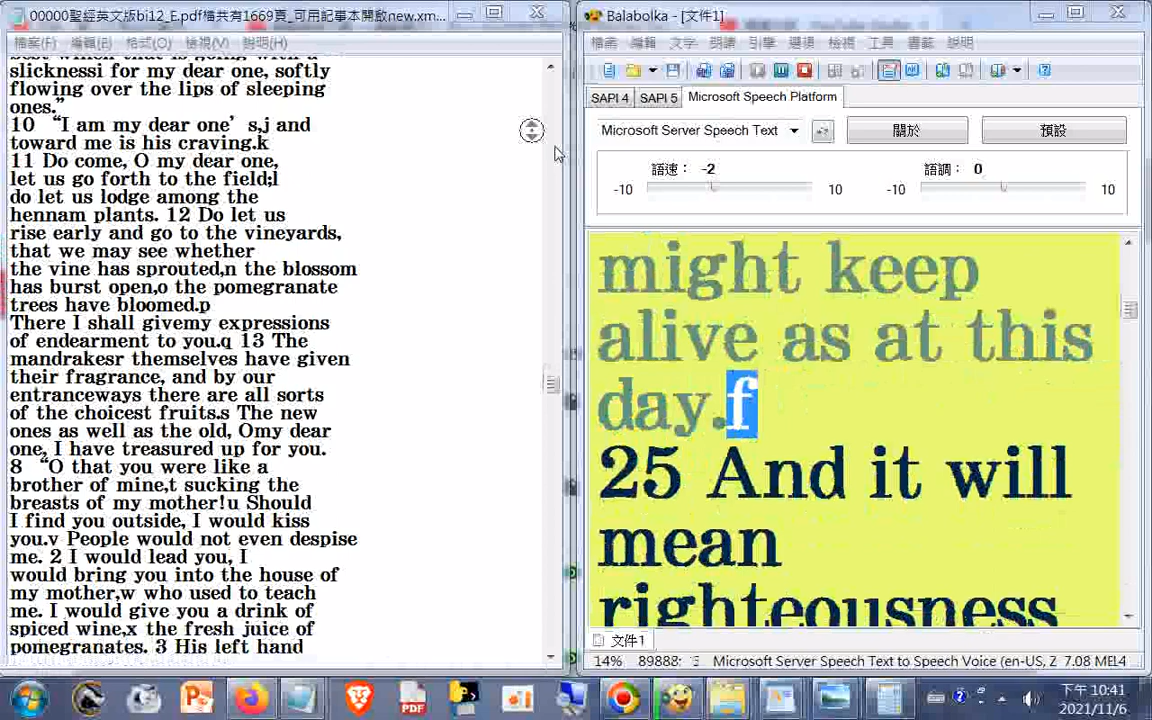 00000聖經英文版bi12_E.pdf檔共有1669頁_可用記事本開啟new.xm...
檔案(F) 編輯(E) 格式(O) 檢視(V) 說明(H)
best which that is going with a
slicknessi for my dear one, softly
flowing over the lips of sleeping
ones.”
10 “I am my dear one’s,j and
toward me is his craving.k
11 Do come, O my dear one,
let us go forth to the field;l
do let us lodge among the
hennam plants. 12 Do let us
rise early and go to the vineyards,
that we may see whether
the vine has sprouted,n the blossom
has burst open,o the pomegranate
trees have bloomed.p
There I shall givemy expressions
of endearment to you.q 13 The
mandrakesr themselves have given
their fragrance, and by our
entranceways there are all sorts
of the choicest fruits.s The new
ones as well as the old, Omy dear
one, I have treasured up for you.
8 “O that you were like a
brother of mine,t sucking the
breasts of my mother!u Should
I find you outside, I would kiss
you.v People would not even despise
me. 2 I would lead you, I
would bring you into the house of
my mother,w who used to teach
me. I would give you a drink of
spiced wine,x the fresh juice of
pomegranates. 3 His left hand
Balabolka - [文件1]
檔案 編輯 文字 朗讀 引擎 選項 檢視 工具 書籤 說明
SAPI 4 SAPI 5 Microsoft Speech Platform
Microsoft Server Speech Text 關於 預設
語速： -2 語調： 0
-10 10 -10 10
might keep
alive as at this
day.f
25 And it will
mean
righteousness
文件1
14% 89888: Microsoft Server Speech Text to Speech Voice (en-US, Z 7.08 MB
PDF
下午 10:41
2021/11/6